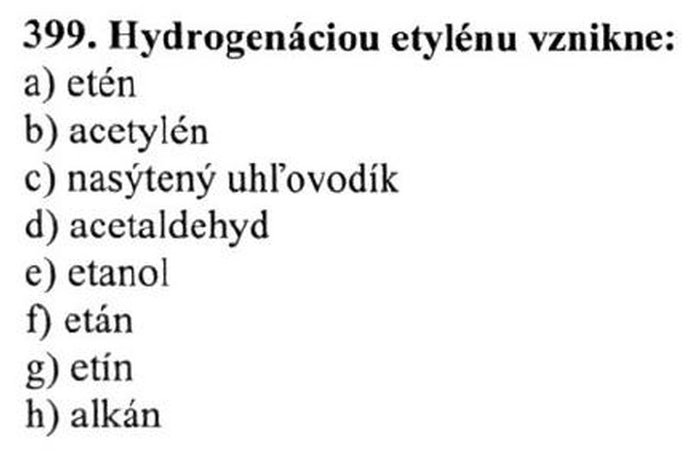 399. Hydrogenáciou etylénu vznikne:
a) etén
b) acetylén
c) nasýtený uhľovodík
d) acetaldehyd
e) etanol
f) etán
g) etín
h) alkán